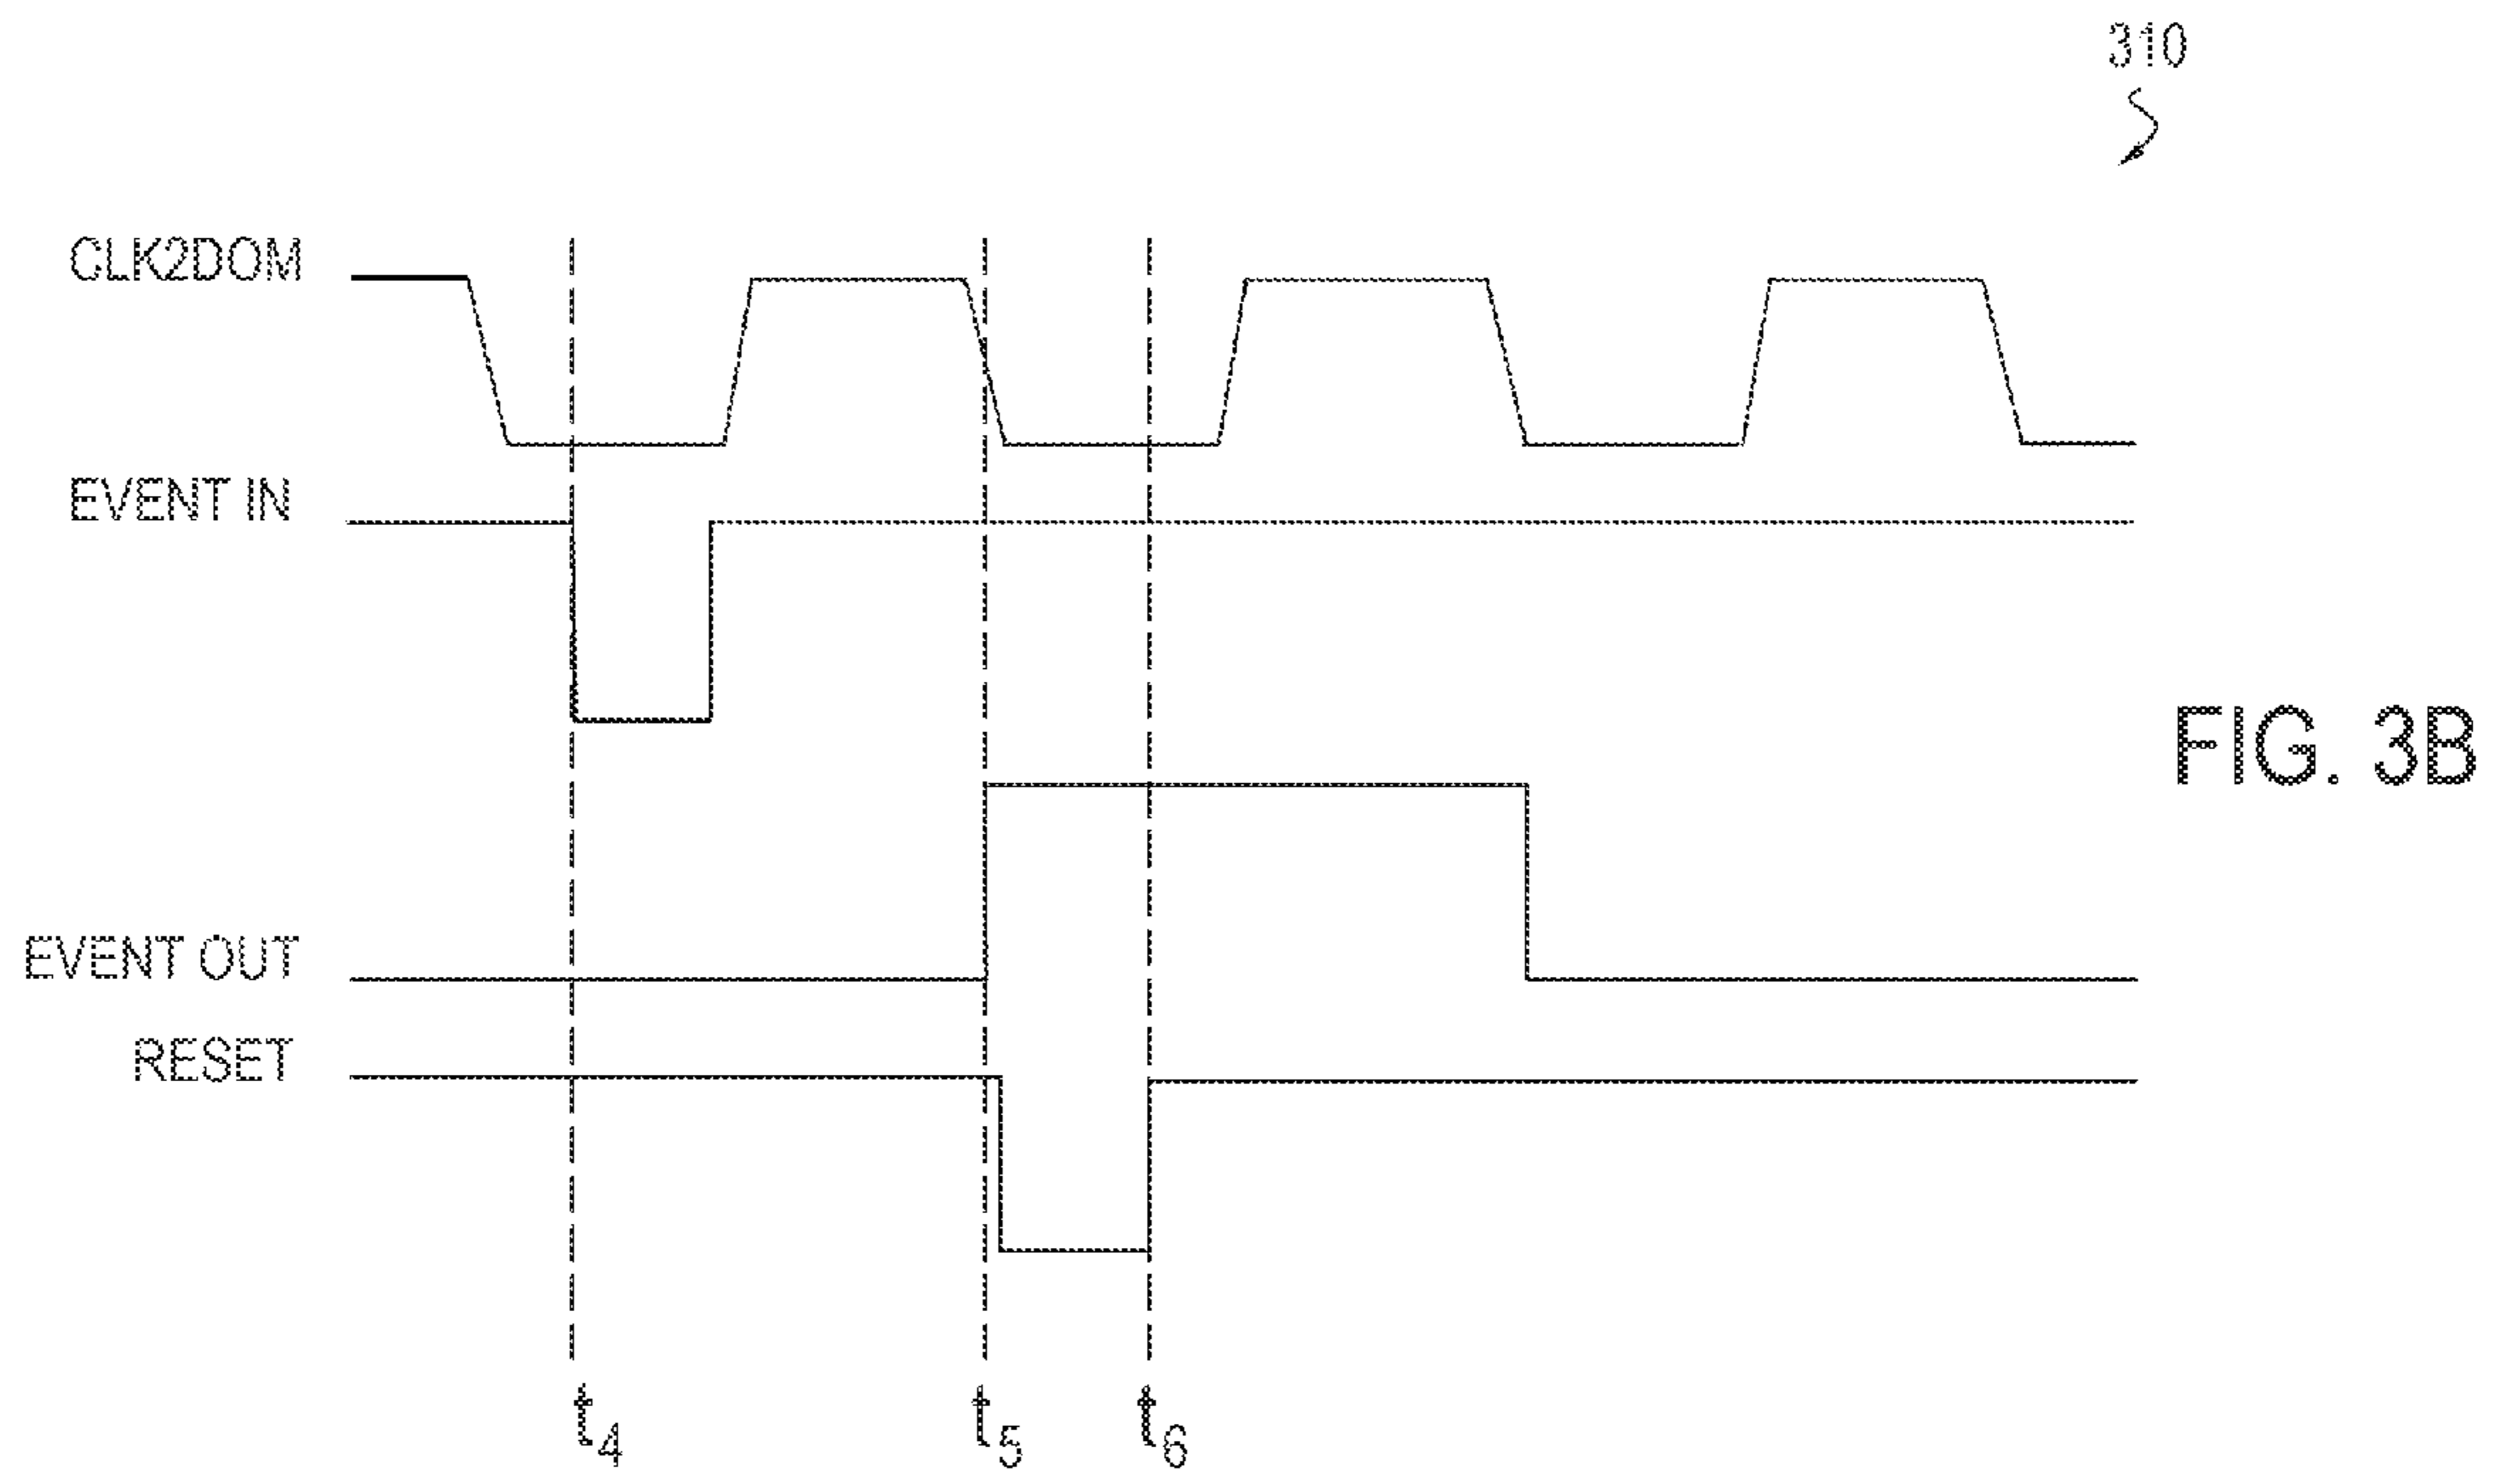 310
CLK2DOM
EVENT IN
FIG. 3B
EVENT OUT
RESET
t4 t5 t6